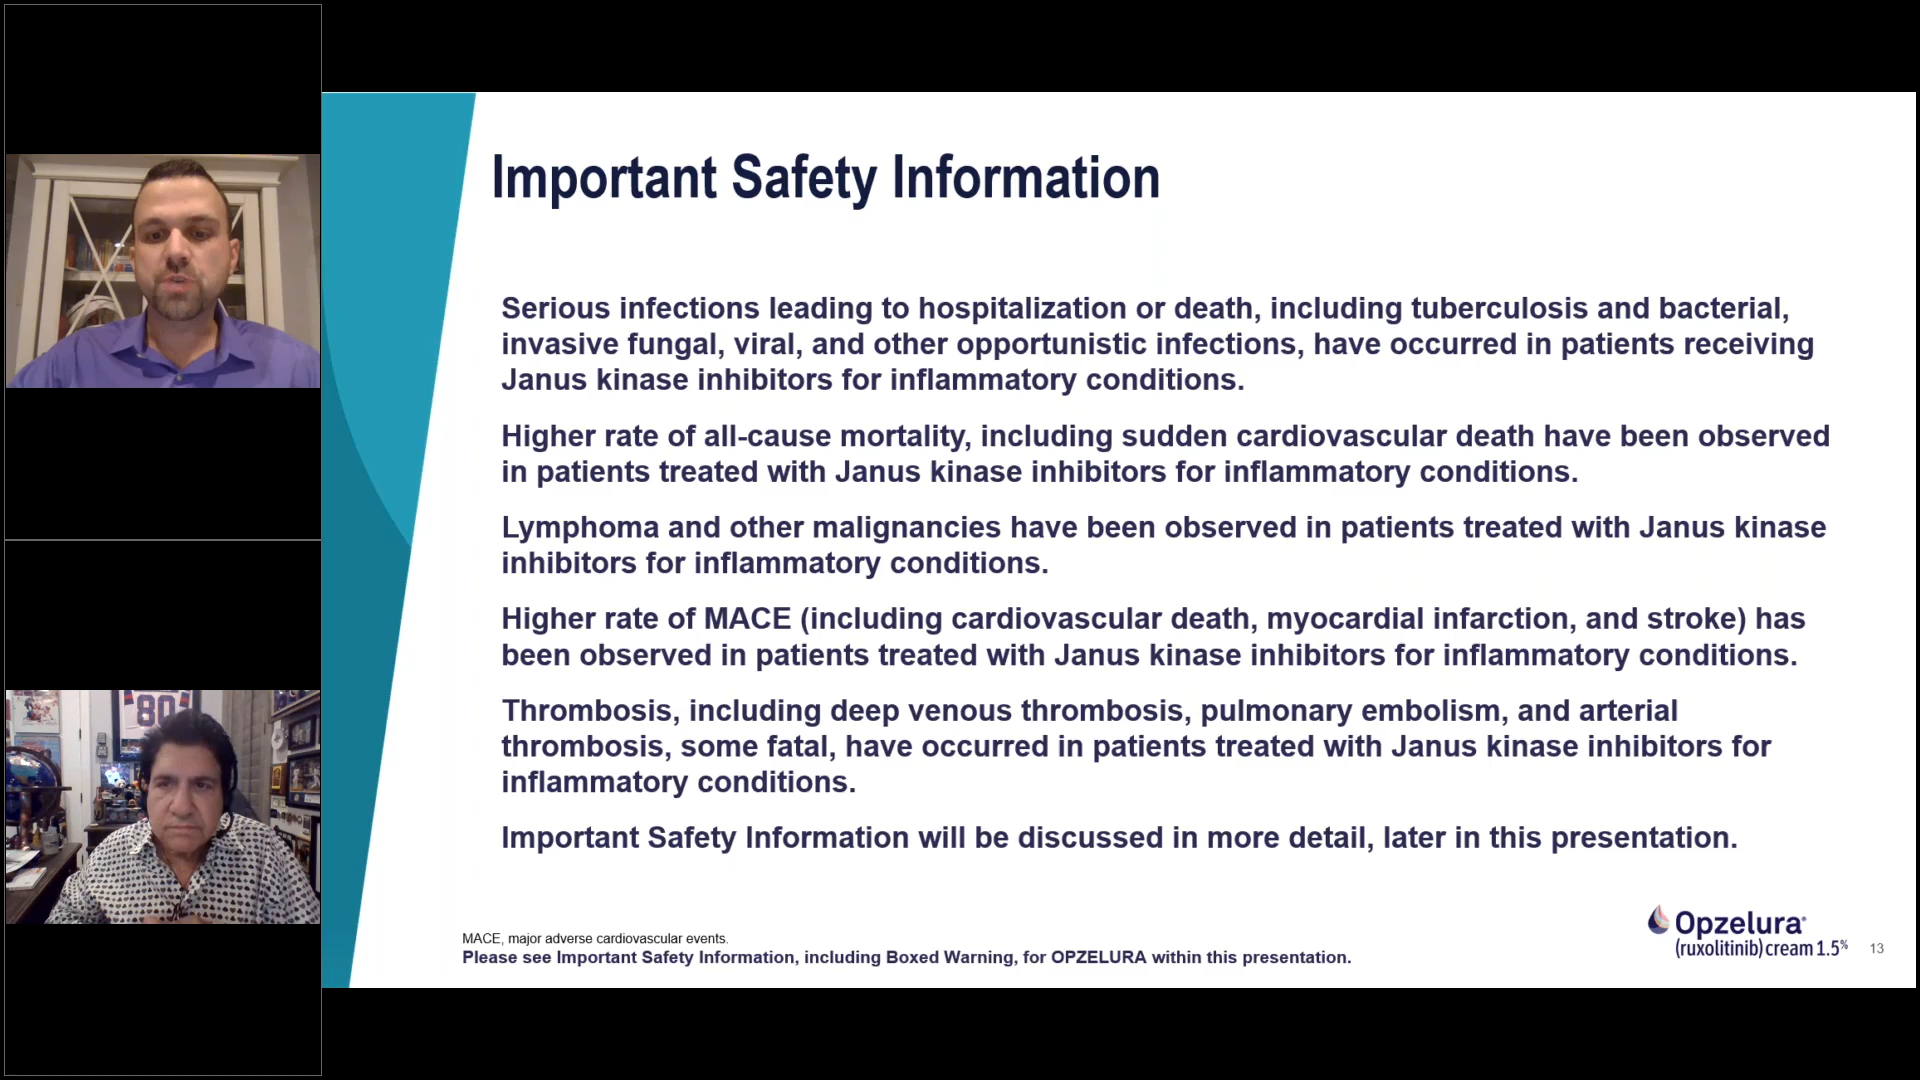 Important Safety Information
Serious infections leading to hospitalization or death, including tuberculosis and bacterial,
invasive fungal, viral, and other opportunistic infections, have occurred in patients receiving
Janus kinase inhibitors for inflammatory conditions.
Higher rate of all-cause mortality, including sudden cardiovascular death have been observed
in patients treated with Janus kinase inhibitors for inflammatory conditions.
Lymphoma and other malignancies have been observed in patients treated with Janus kinase
inhibitors for inflammatory conditions.
Higher rate of MACE (including cardiovascular death, myocardial infarction, and stroke) has
been observed in patients treated with Janus kinase inhibitors for inflammatory conditions.
Thrombosis, including deep venous thrombosis, pulmonary embolism, and arterial
thrombosis, some fatal, have occurred in patients treated with Janus kinase inhibitors for
inflammatory conditions.
Important Safety Information will be discussed in more detail, later in this presentation.
MACE, major adverse cardiovascular events.
Please see Important Safety Information, including Boxed Warning, for OPZELURA within this presentation.
Opzelura®
(ruxolitinib) cream 1.5%
13
80